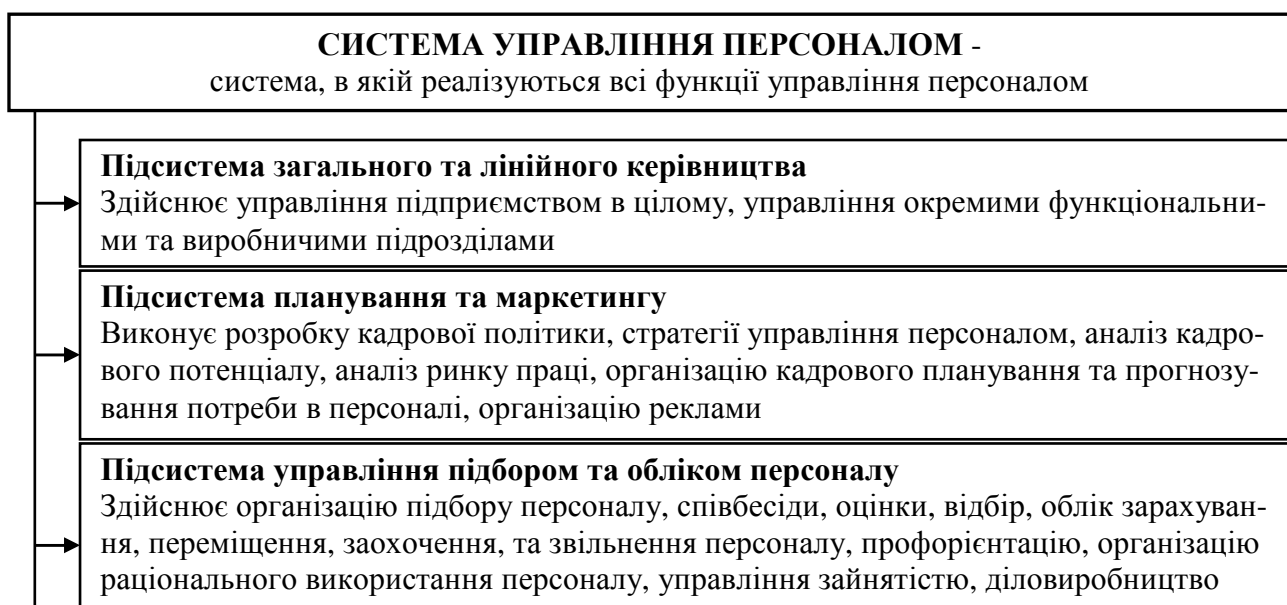 СИСТЕМА УПРАВЛІННЯ ПЕРСОНАЛОМ -
система, в якій реалізуються всі функції управління персоналом
Підсистема загального та лінійного керівництва
Здійснює управління підприємством в цілому, управління окремими функціональни-
ми та виробничими підрозділами
Підсистема планування та маркетингу
Виконує розробку кадрової політики, стратегії управління персоналом, аналіз кадро-
вого потенціалу, аналіз ринку праці, організацію кадрового планування та прогнозу-
вання потреби в персоналі, організацію реклами
Підсистема управління підбором та обліком персоналу
Здійснює організацію підбору персоналу, співбесіди, оцінки, відбір, облік зарахуван-
ня, переміщення, заохочення, та звільнення персоналу, профорієнтацію, організацію
раціонального використання персоналу, управління зайнятістю, діловиробництво